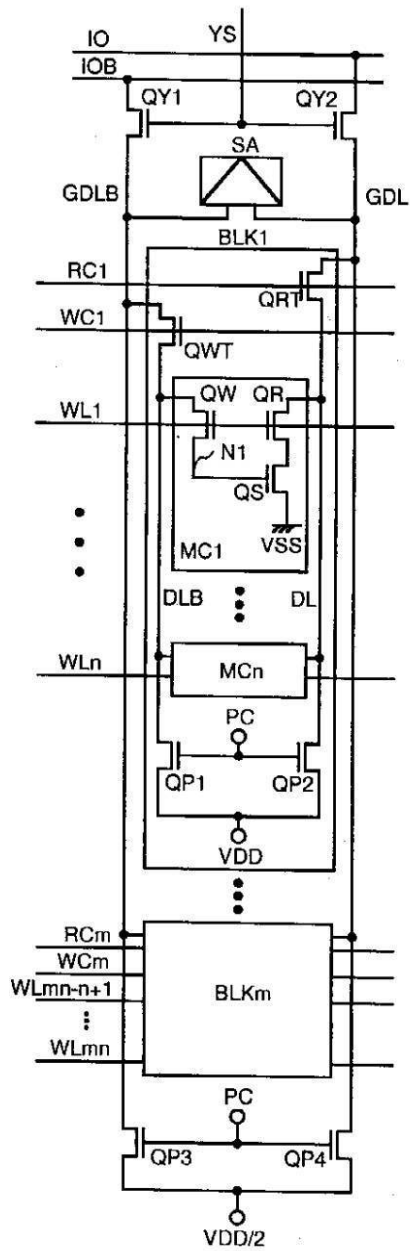 YS
IO
IOB
QY1
QY2
SA
GDLB
GDL
BLK1
RC1
QRT
WC1
QWT
QW
QR
WL1
N1
QS
VSS
MC1
DLB
DL
WLn
MCn
PC
QP1
QP2
VDD
RCm
WCm
WLmn-n+1
BLKm
WLmn
PC
QP3
QP4
VDD/2